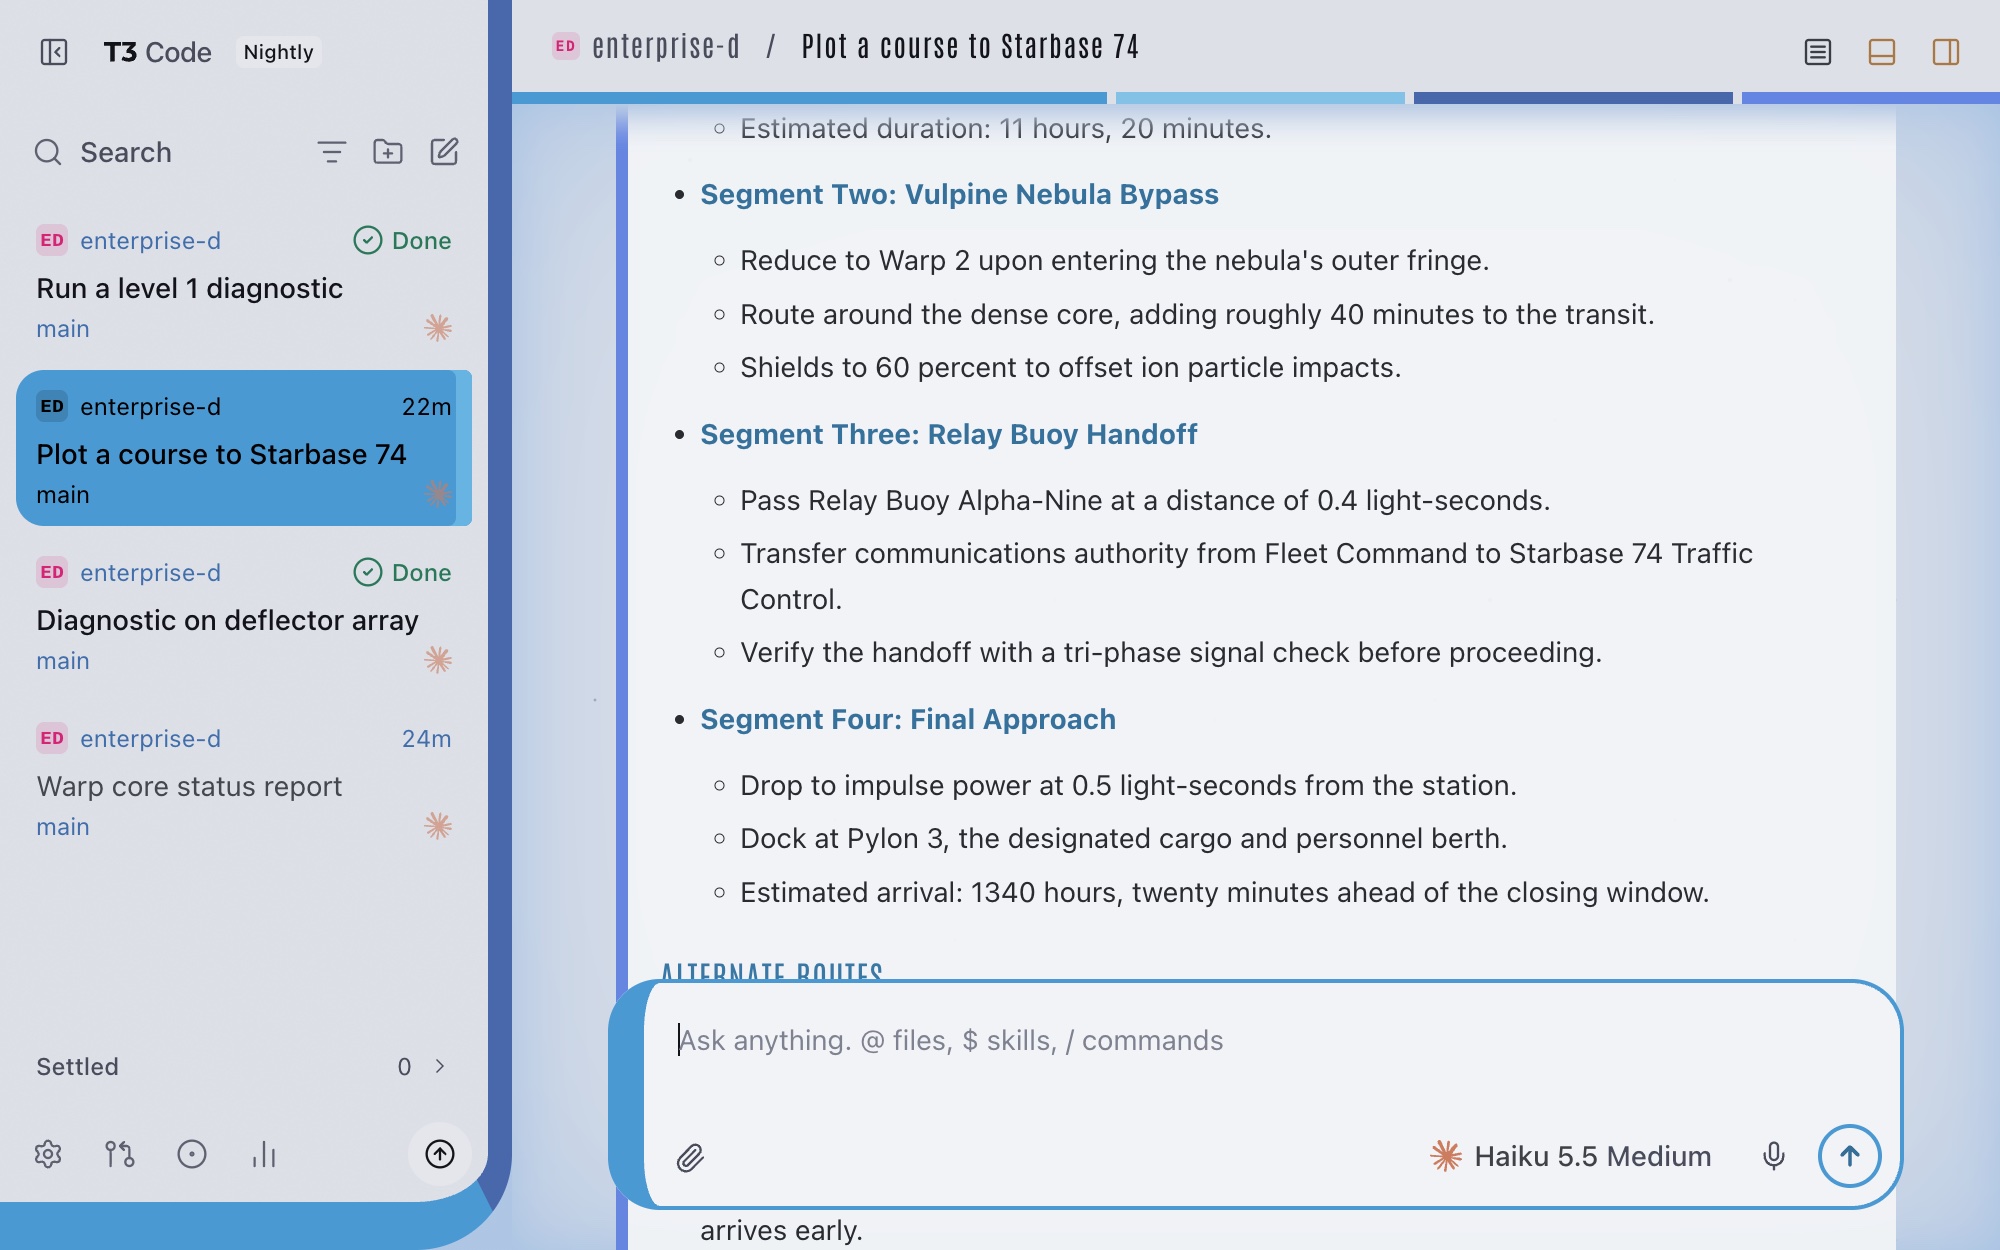 T3 Code Nightly
Search
ED enterprise-d Done
Run a level 1 diagnostic
main
ED enterprise-d 22m
Plot a course to Starbase 74
main
ED enterprise-d Done
Diagnostic on deflector array
main
ED enterprise-d 24m
Warp core status report
main
Settled 0
ED enterprise-d / Plot a course to Starbase 74
Estimated duration: 11 hours, 20 minutes.
Segment Two: Vulpine Nebula Bypass
Reduce to Warp 2 upon entering the nebula's outer fringe.
Route around the dense core, adding roughly 40 minutes to the transit.
Shields to 60 percent to offset ion particle impacts.
Segment Three: Relay Buoy Handoff
Pass Relay Buoy Alpha-Nine at a distance of 0.4 light-seconds.
Transfer communications authority from Fleet Command to Starbase 74 Traffic
Control.
Verify the handoff with a tri-phase signal check before proceeding.
Segment Four: Final Approach
Drop to impulse power at 0.5 light-seconds from the station.
Dock at Pylon 3, the designated cargo and personnel berth.
Estimated arrival: 1340 hours, twenty minutes ahead of the closing window.
ALTERNATE ROUTES
Ask anything. @ files, $ skills, / commands
Haiku 5.5 Medium
arrives early.